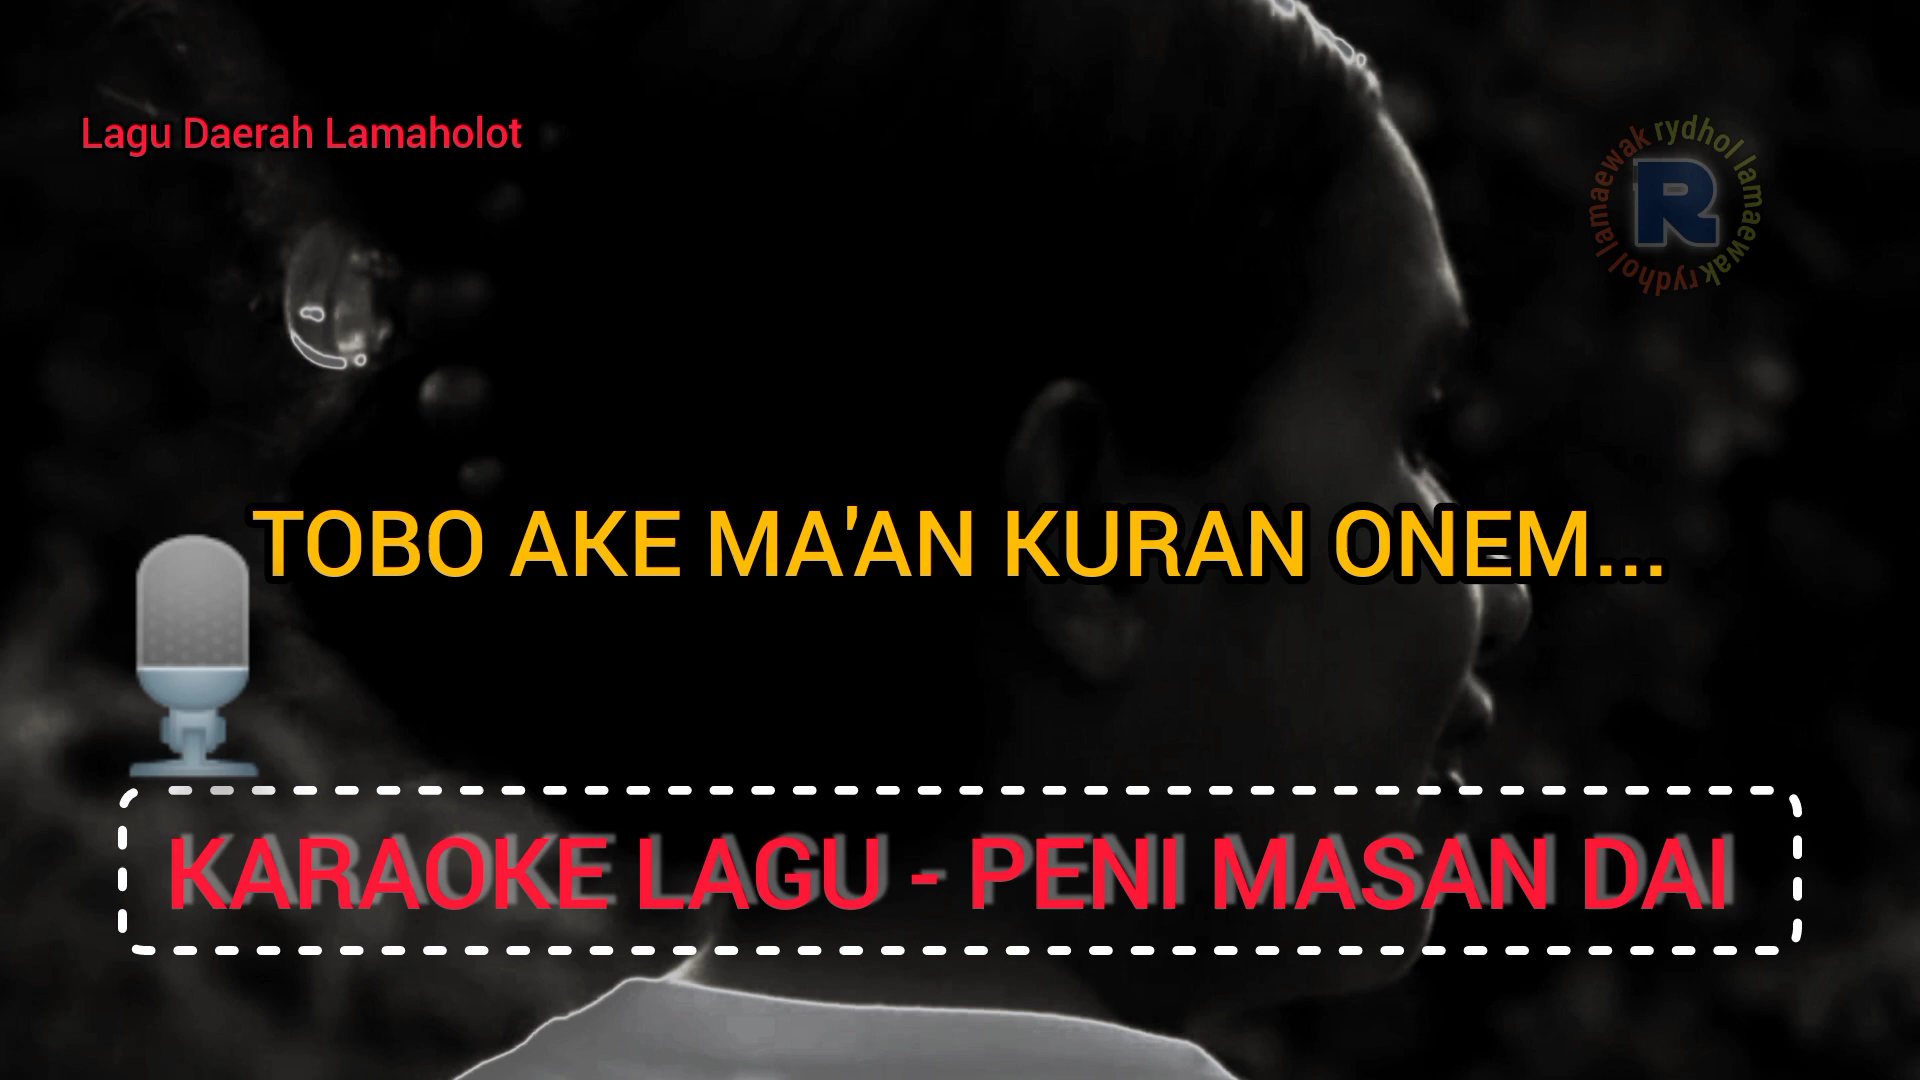 Lagu Daerah Lamaholot
rydhol lamaewak rydhol lamaewak
R
TOBO AKE MA'AN KURAN ONEM...
KARAOKE LAGU - PENI MASAN DAI